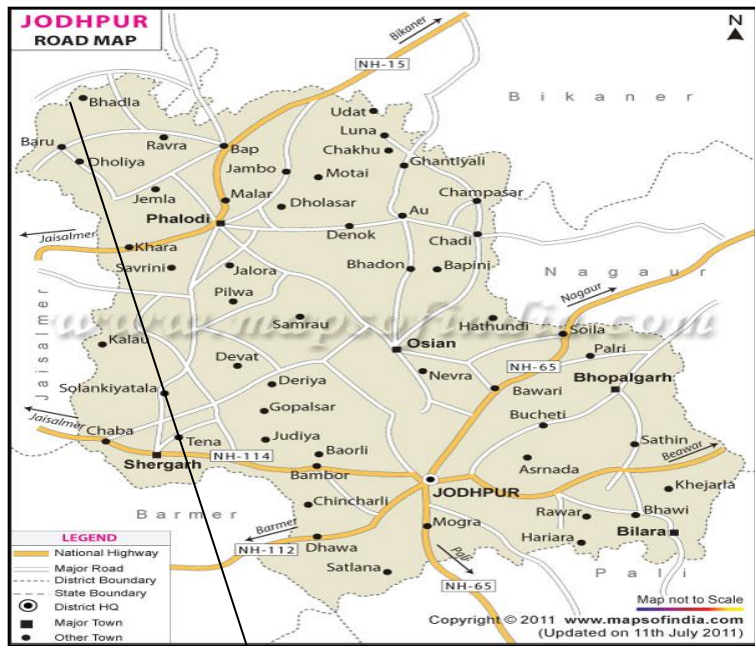 JODHPUR
ROAD MAP
N
Bikaner
NH-15
Bikaner
Bhadla
Udat
Luna
Baru
Ravra
Bap
Chakhu
Dholiya
Ghantiyali
Jambo
Motai
Jemla
Malar
Champasar
Dholasar
Phalodi
Au
Jaisalmer
Denok
Chadi
Khara
Savrini
Jalora
Bhadon
Bapini
Nagaur
Pilwa
Nagaur
Jaisalmer
www.mapsofindia.com
Samrau
Hathundi
Soila
Kalau
Osian
Palri
Devat
NH-65
Nevra
Deriya
Bhopalgarh
Solankiyatala
Bawari
Jaisalmer
Gopalsar
Bucheti
Chaba
Tena
Judiya
Sathin
Beawar
NH-114
Baorli
Shergarh
Bambor
Asrnada
JODHPUR
Khejarla
Chincharli
Barmer
Rawar
Bhawi
Barmer
Mogra
Bilara
NH-112
Dhawa
Hariara
Pali
Satlana
Pali
NH-65
LEGEND
National Highway
Major Road
District Boundary
State Boundary
District HQ
Major Town
Other Town
Map not to Scale
Copyright © 2011 www.mapsofindia.com
(Updated on 11th July 2011)